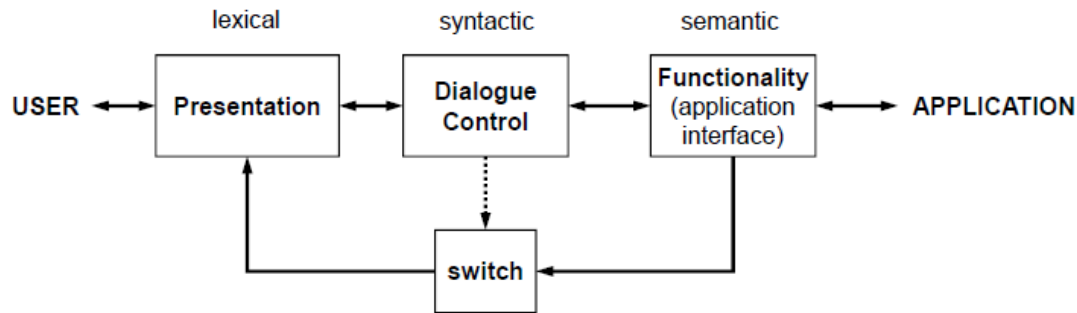 lexical
syntactic
semantic
USER
Presentation
Dialogue
Control
Functionality
(application
interface)
APPLICATION
switch